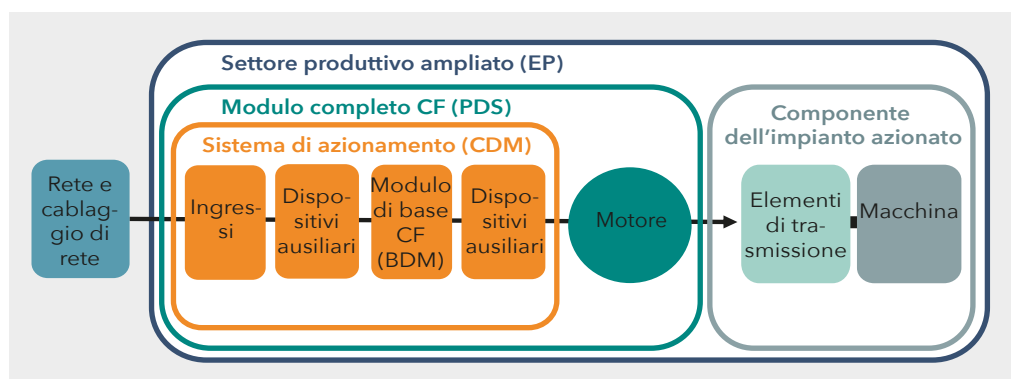 Settore produttivo ampliato (EP)
Modulo completo CF (PDS)
Sistema di azionamento (CDM)
Componente
dell‘impianto azionato
Rete e
cablag-
gio di
rete
Ingres-
si
Dispo-
sitivi
ausiliari
Modulo
di base
CF
(BDM)
Dispo-
sitivi
ausiliari
Motore
Elementi
di tra-
smissione
Macchina